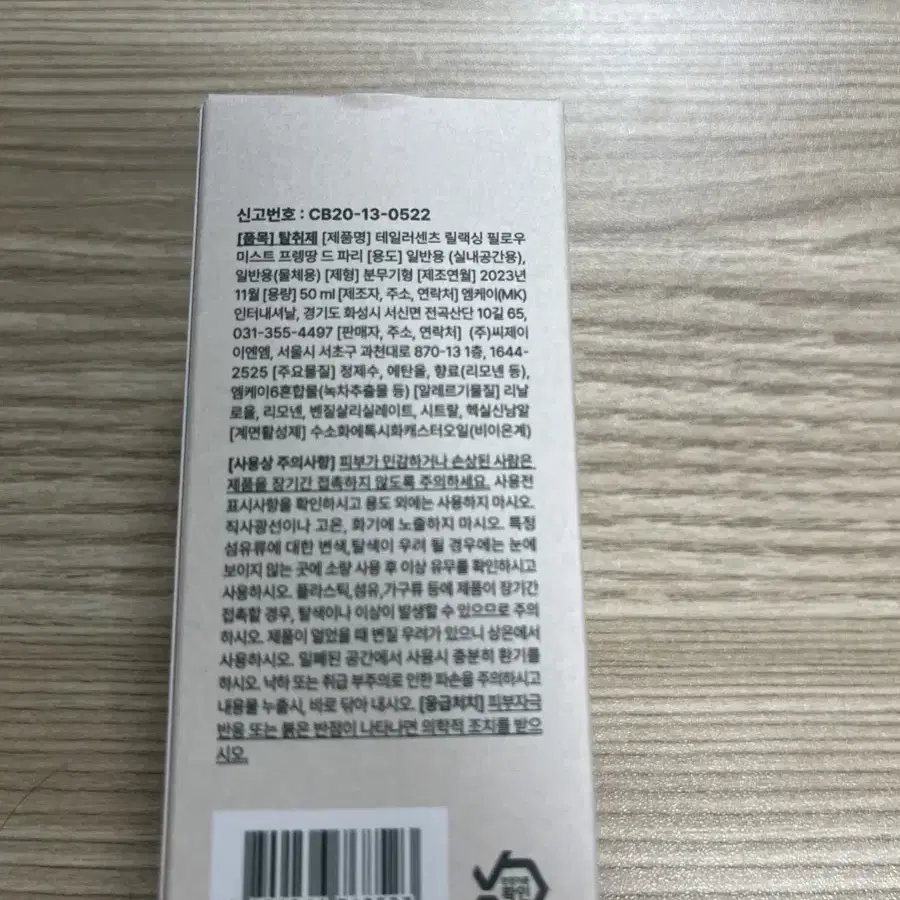 신고번호 : CB20-13-0522
[품목] 탈취제 [제품명] 테일러센츠 릴랙싱 필로우
미스트 프렝땅 드 파리 [용도] 일반용 (실내공간용),
일반용(물체용) [제형] 분무기형 [제조연월] 2023년
11월 [용량] 50 ml [제조자, 주소, 연락처] 엠케이(MK)
인터내셔날, 경기도 화성시 서신면 전곡산단 10길 65,
031-355-4497 [판매자, 주소, 연락처] (주)씨제이
이엔엠, 서울시 서초구 과천대로 870-13 1층, 1644-
2525 [주요물질] 정제수, 에탄올, 향료(리모넨 등),
엠케이6혼합물(녹차추출물 등) [알레르기물질] 리날
로울, 리모넨, 벤질살리실레이트, 시트랄, 헥실신남알
[계면활성제] 수소화에톡시화캐스터오일(비이온계)
[사용상 주의사항] 피부가 민감하거나 손상된 사람은
제품을 장기간 접촉하지 않도록 주의하세요. 사용전
표시사항을 확인하시고 용도 외에는 사용하지 마시오.
직사광선이나 고온, 화기에 노출하지 마시오. 특정
섬유류에 대한 변색,탈색이 우려 될 경우에는 눈에
보이지 않는 곳에 소량 사용 후 이상 유무를 확인하시고
사용하시오. 플라스틱,섬유,가구류 등에 제품이 장기간
접촉할 경우, 탈색이나 이상이 발생할 수 있으므로 주의
하시오. 제품이 얼었을 때 변질 우려가 있으니 상온에서
사용하시오. 밀폐된 공간에서 사용시 충분히 환기를
하시오. 낙하 또는 취급 부주의로 인한 파손을 주의하시고
내용물 누출시, 바로 닦아 내시오. [응급처치] 피부자극
반응 또는 붉은 반점이 나타나면 의학적 조치를 받으
시오.
확인